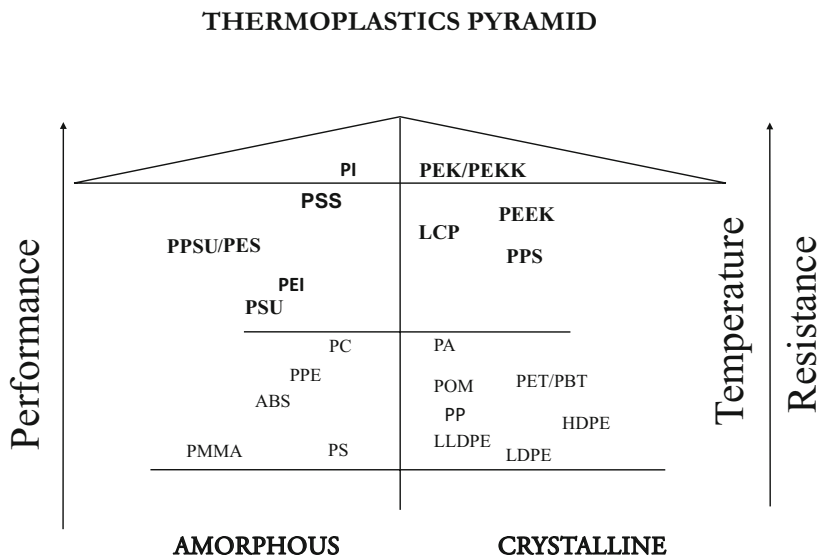 THERMOPLASTICS PYRAMID
PI
PEK/PEKK
PSS
PEEK
LCP
PPSU/PES
PPS
PEI
PSU
PC
PA
PPE
PET/PBT
POM
ABS
PP
HDPE
LLDPE
PMMA
PS
LDPE
Performance
Temperature
Resistance
AMORPHOUS
CRYSTALLINE